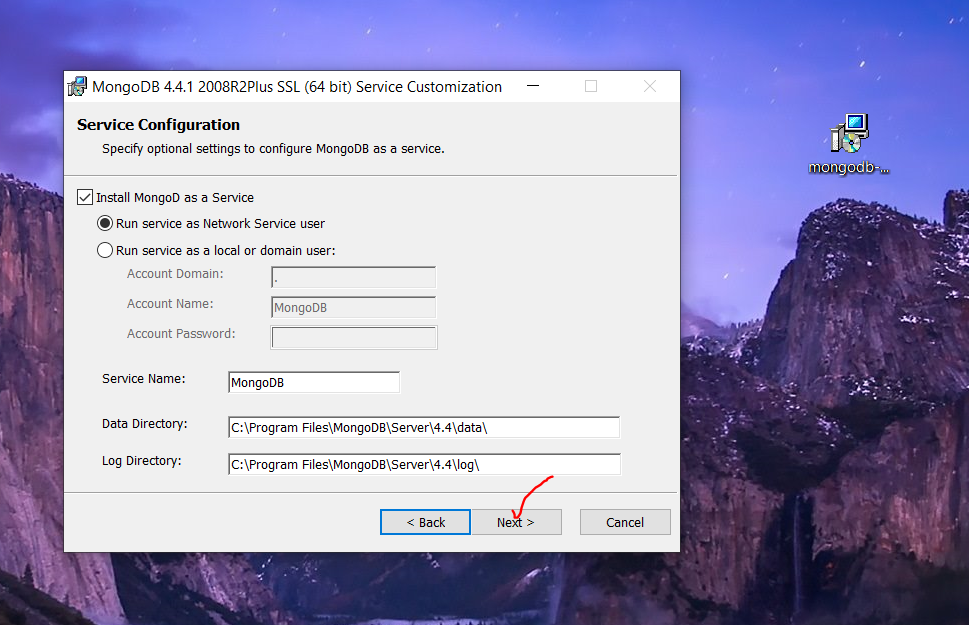 MongoDB 4.4.1 2008R2Plus SSL (64 bit) Service Customization
Service Configuration
Specify optional settings to configure MongoDB as a service.
mongodb-...
Install MongoD as a Service
Run service as Network Service user
Run service as a local or domain user:
Account Domain: .
Account Name: MongoDB
Account Password:
Service Name: MongoDB
Data Directory: C:\Program Files\MongoDB\Server\4.4\data\
Log Directory: C:\Program Files\MongoDB\Server\4.4\log\
< Back Next > Cancel